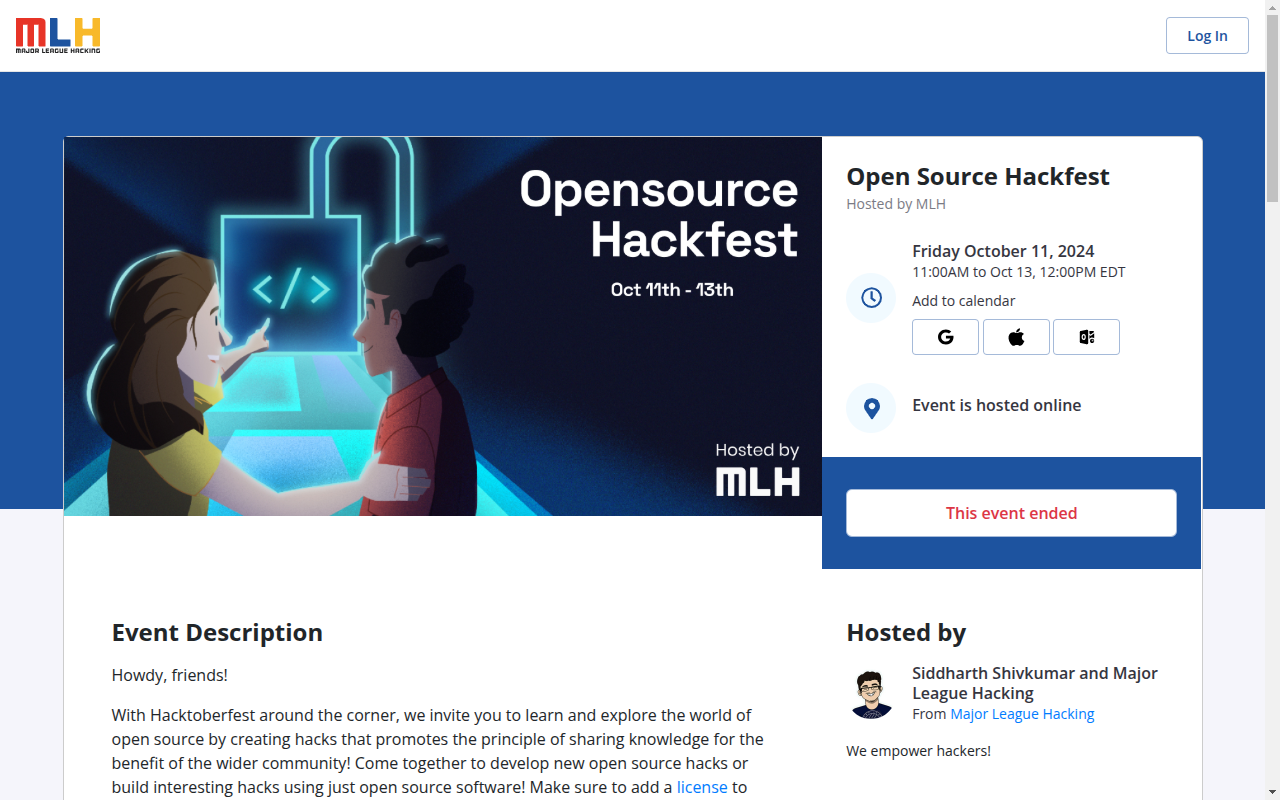 MLH
MAJOR LEAGUE HACKING
Log In
Opensource
Hackfest
Oct 11th - 13th
</>
Hosted by
MLH
Open Source Hackfest
Hosted by MLH
Friday October 11, 2024
11:00AM to Oct 13, 12:00PM EDT
Add to calendar
Event is hosted online
This event ended
Event Description
Howdy, friends!
With Hacktoberfest around the corner, we invite you to learn and explore the world of
open source by creating hacks that promotes the principle of sharing knowledge for the
benefit of the wider community! Come together to develop new open source hacks or
build interesting hacks using just open source software! Make sure to add a license to
Hosted by
Siddharth Shivkumar and Major
League Hacking
From Major League Hacking
We empower hackers!